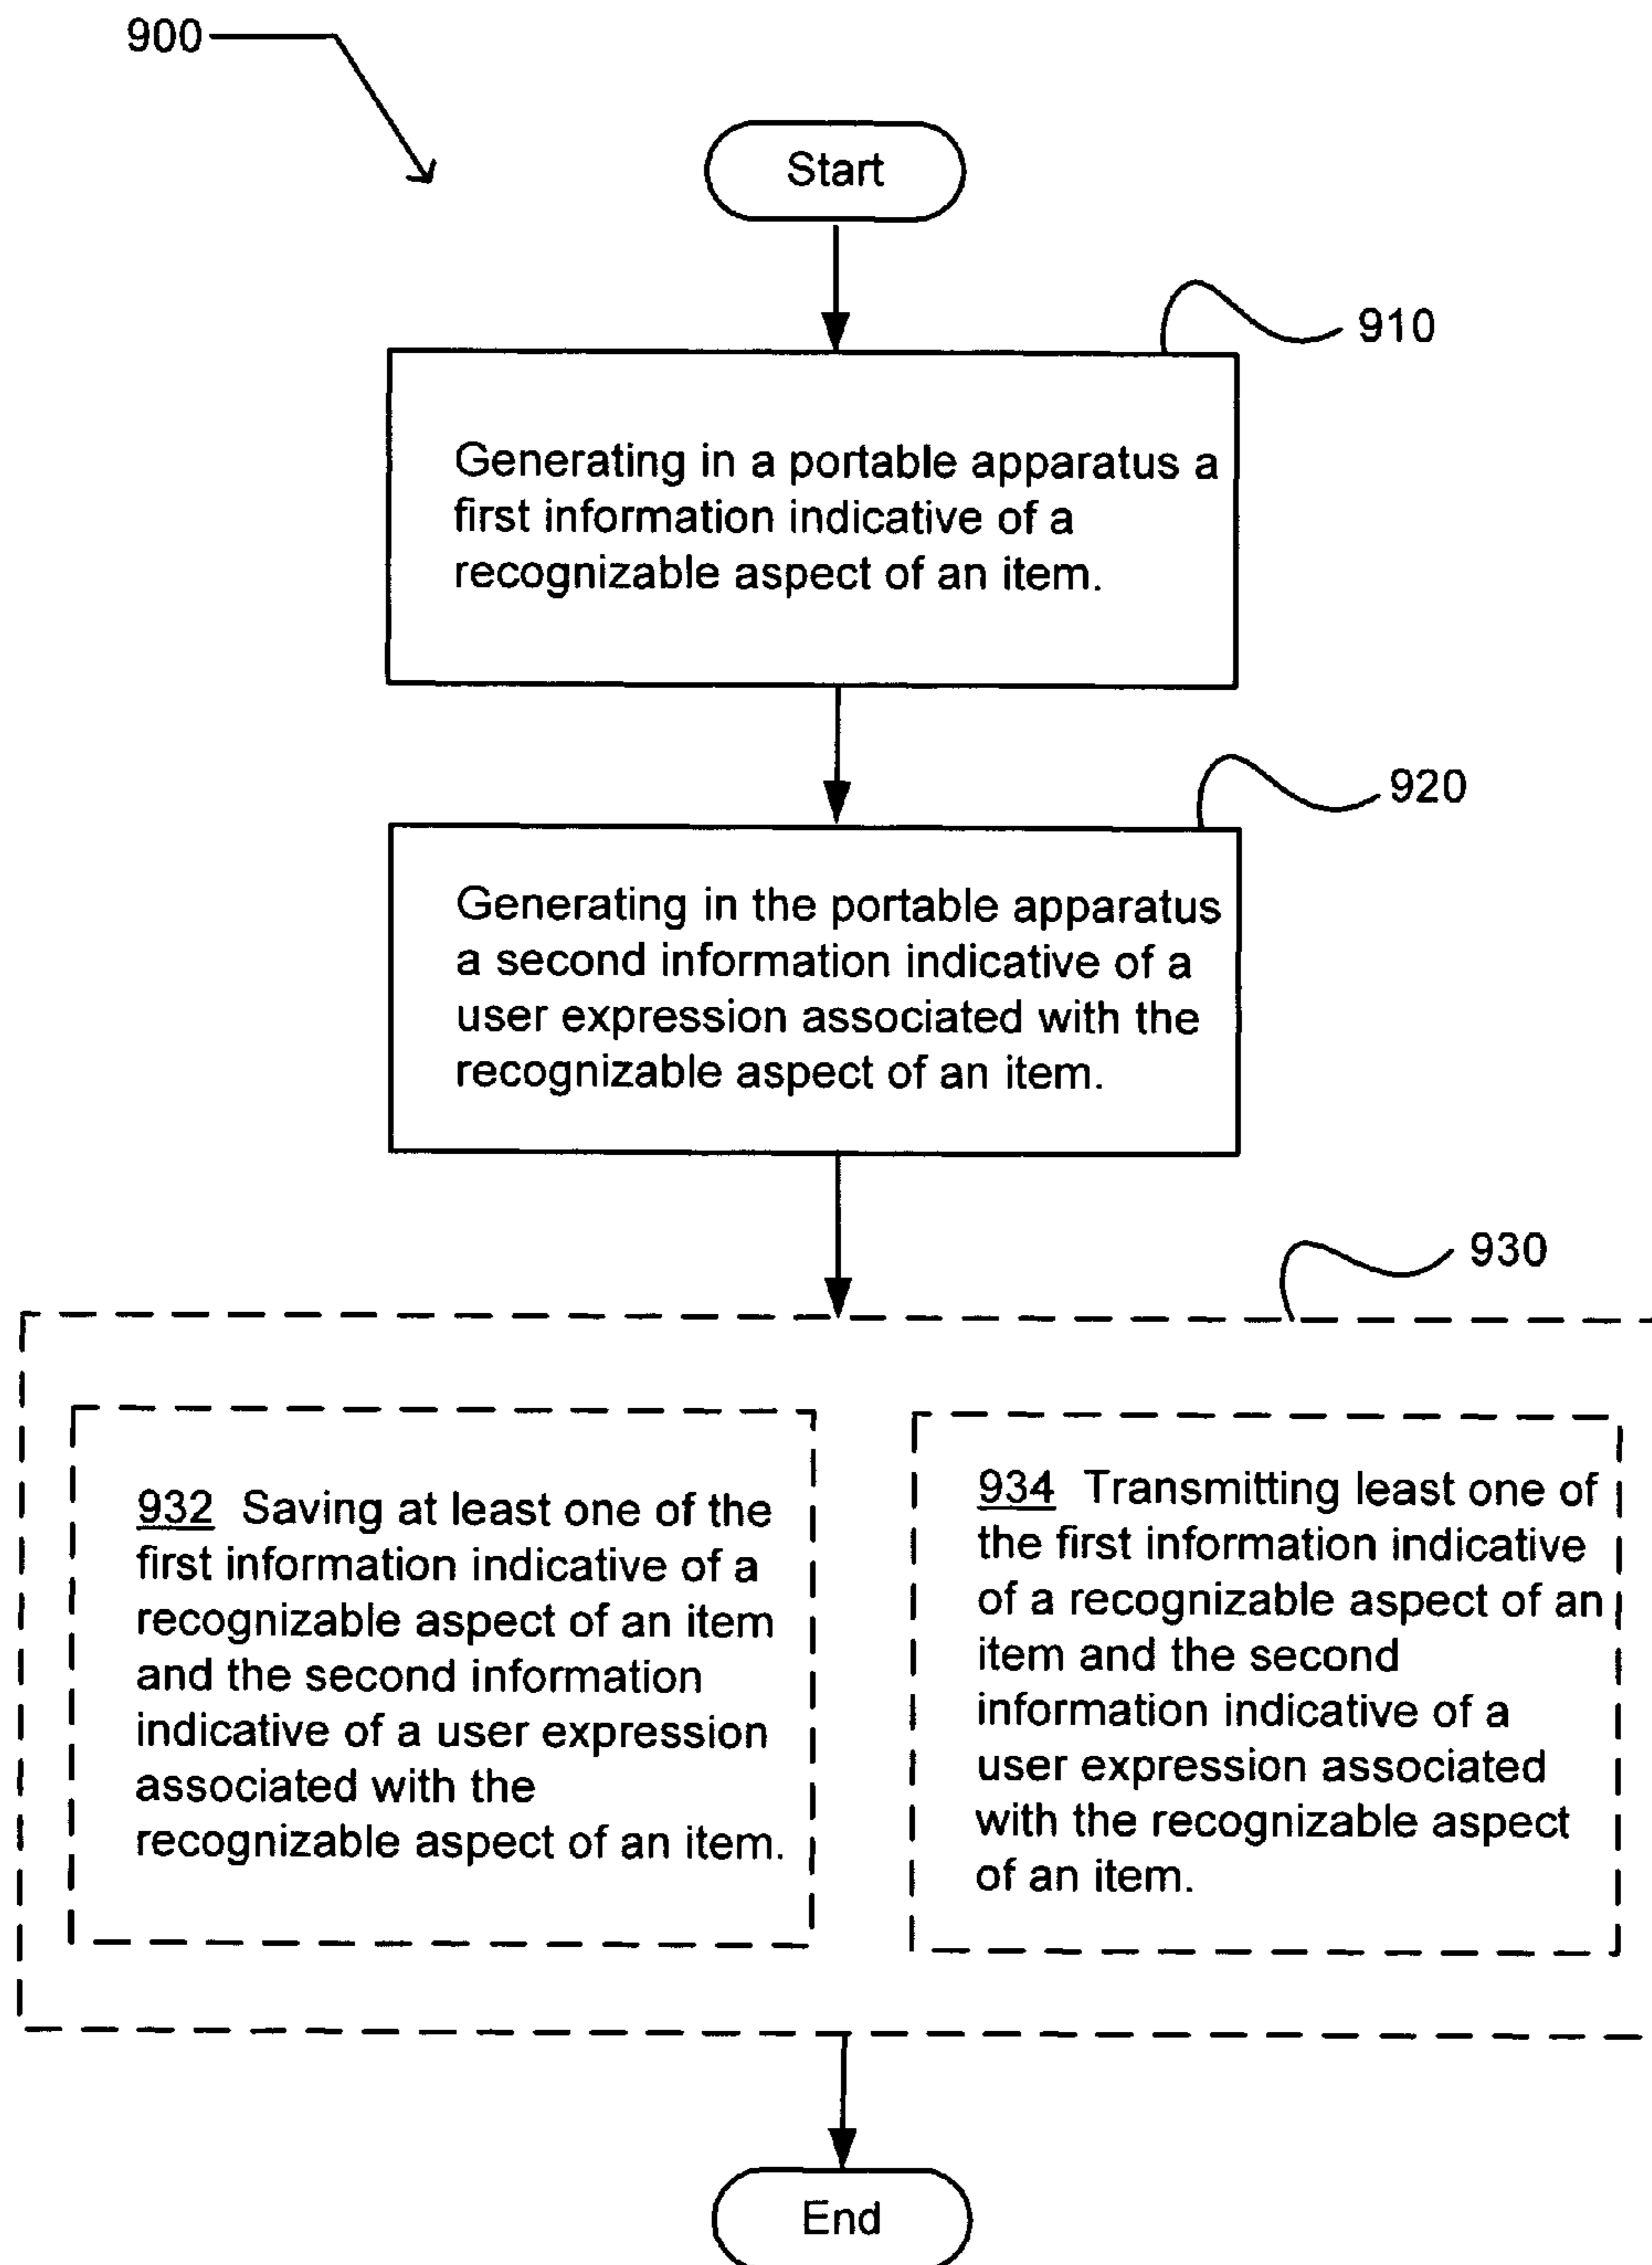 900
Start
910
Generating in a portable apparatus a
first information indicative of a
recognizable aspect of an item.
920
Generating in the portable apparatus
a second information indicative of a
user expression associated with the
recognizable aspect of an item.
930
932 Saving at least one of the
first information indicative of a
recognizable aspect of an item
and the second information
indicative of a user expression
associated with the
recognizable aspect of an item.
934 Transmitting least one of
the first information indicative
of a recognizable aspect of an
item and the second
information indicative of a
user expression associated
with the recognizable aspect
of an item.
End